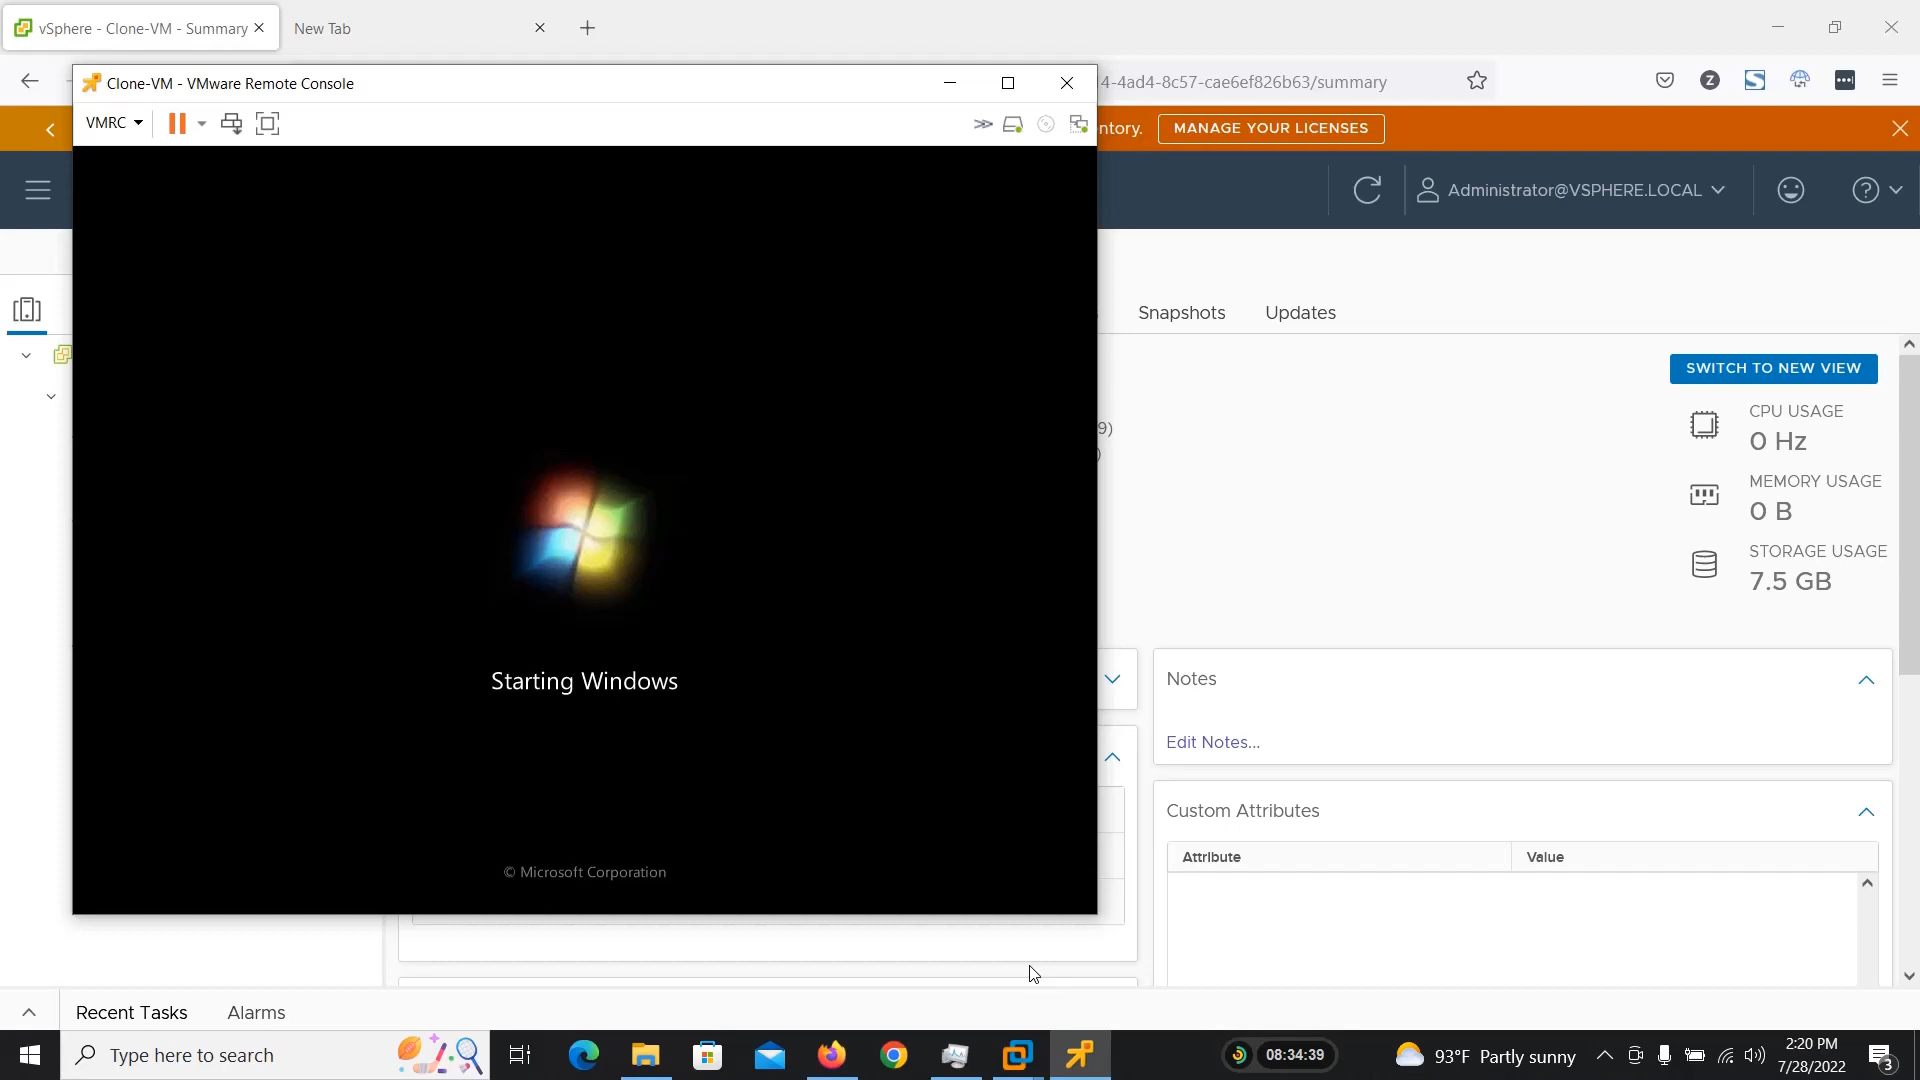 vSphere - Clone-VM - Summary
New Tab
Clone-VM - VMware Remote Console
4-4ad4-8c57-cae6ef826b63/summary
VMRC
ntory.
MANAGE YOUR LICENSES
Administrator@VSPHERE.LOCAL
Snapshots
Updates
SWITCH TO NEW VIEW
9)
)
CPU USAGE
0 Hz
MEMORY USAGE
0 B
STORAGE USAGE
7.5 GB
Starting Windows
© Microsoft Corporation
Notes
Edit Notes...
Custom Attributes
Attribute
Value
Recent Tasks
Alarms
Type here to search
08:34:39
93°F Partly sunny
2:20 PM
7/28/2022
3